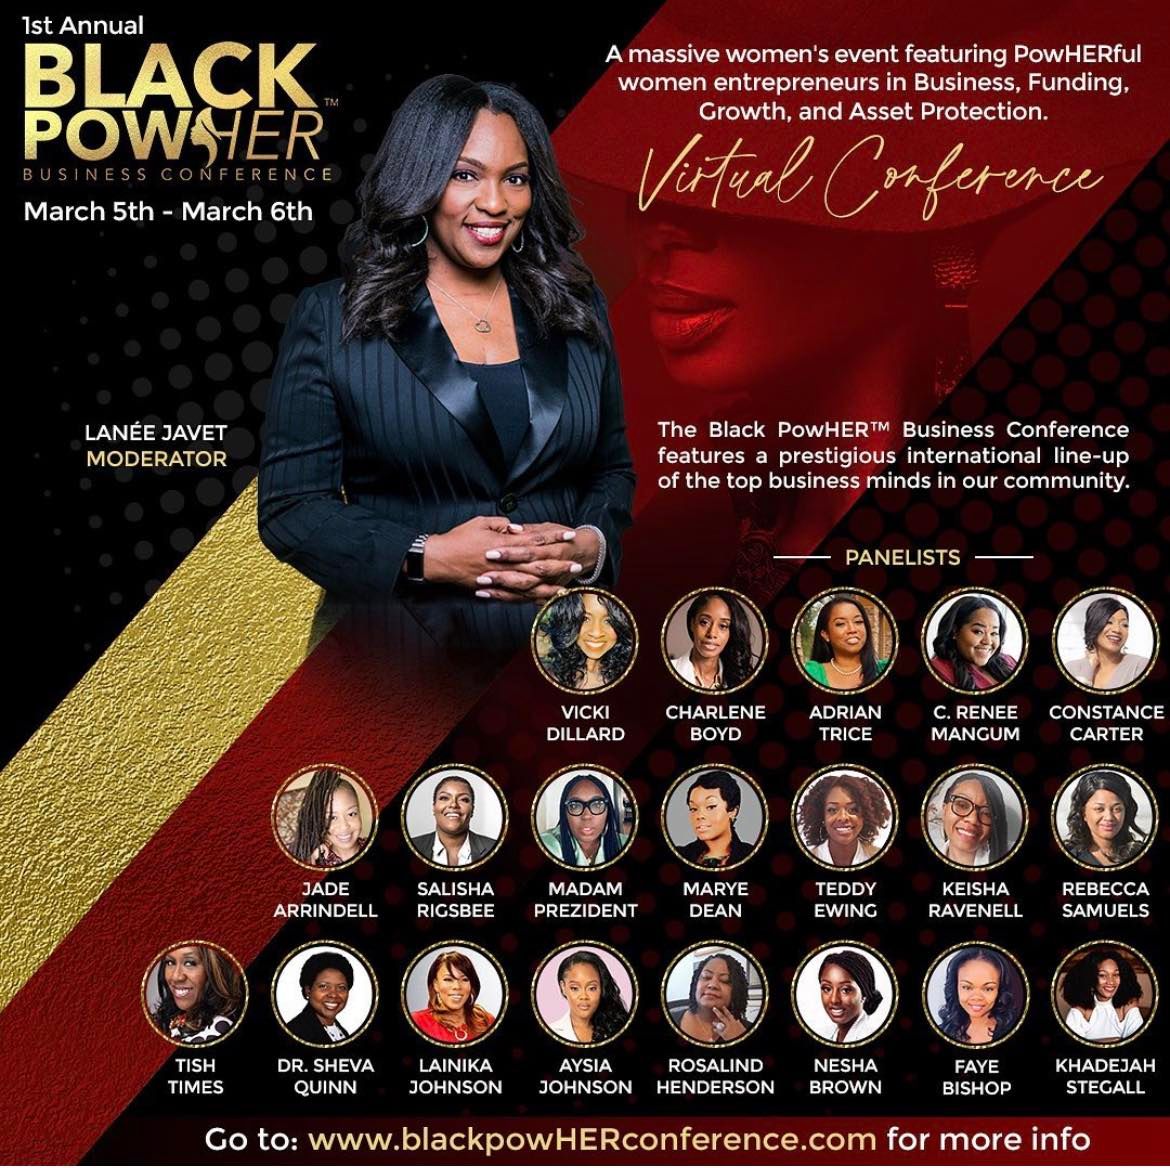 1st Annual
BLACK
POWHER™
BUSINESS CONFERENCE
March 5th - March 6th
A massive women's event featuring PowHERful
women entrepreneurs in Business, Funding,
Growth, and Asset Protection.
Virtual Conference
LANÉE JAVET
MODERATOR
The Black PowHER™ Business Conference
features a prestigious international line-up
of the top business minds in our community.
PANELISTS
VICKI
DILLARD
CHARLENE
BOYD
ADRIAN
TRICE
C. RENEE
MANGUM
CONSTANCE
CARTER
JADE
ARRINDELL
SALISHA
RIGSBEE
MADAM
PREZIDENT
MARYE
DEAN
TEDDY
EWING
KEISHA
RAVENELL
REBECCA
SAMUELS
TISH
TIMES
DR. SHEVA
QUINN
LAINIKA
JOHNSON
AYSIA
JOHNSON
ROSALIND
HENDERSON
NESHA
BROWN
FAYE
BISHOP
KHADEJAH
STEGALL
Go to: www.blackpowHERconference.com for more info